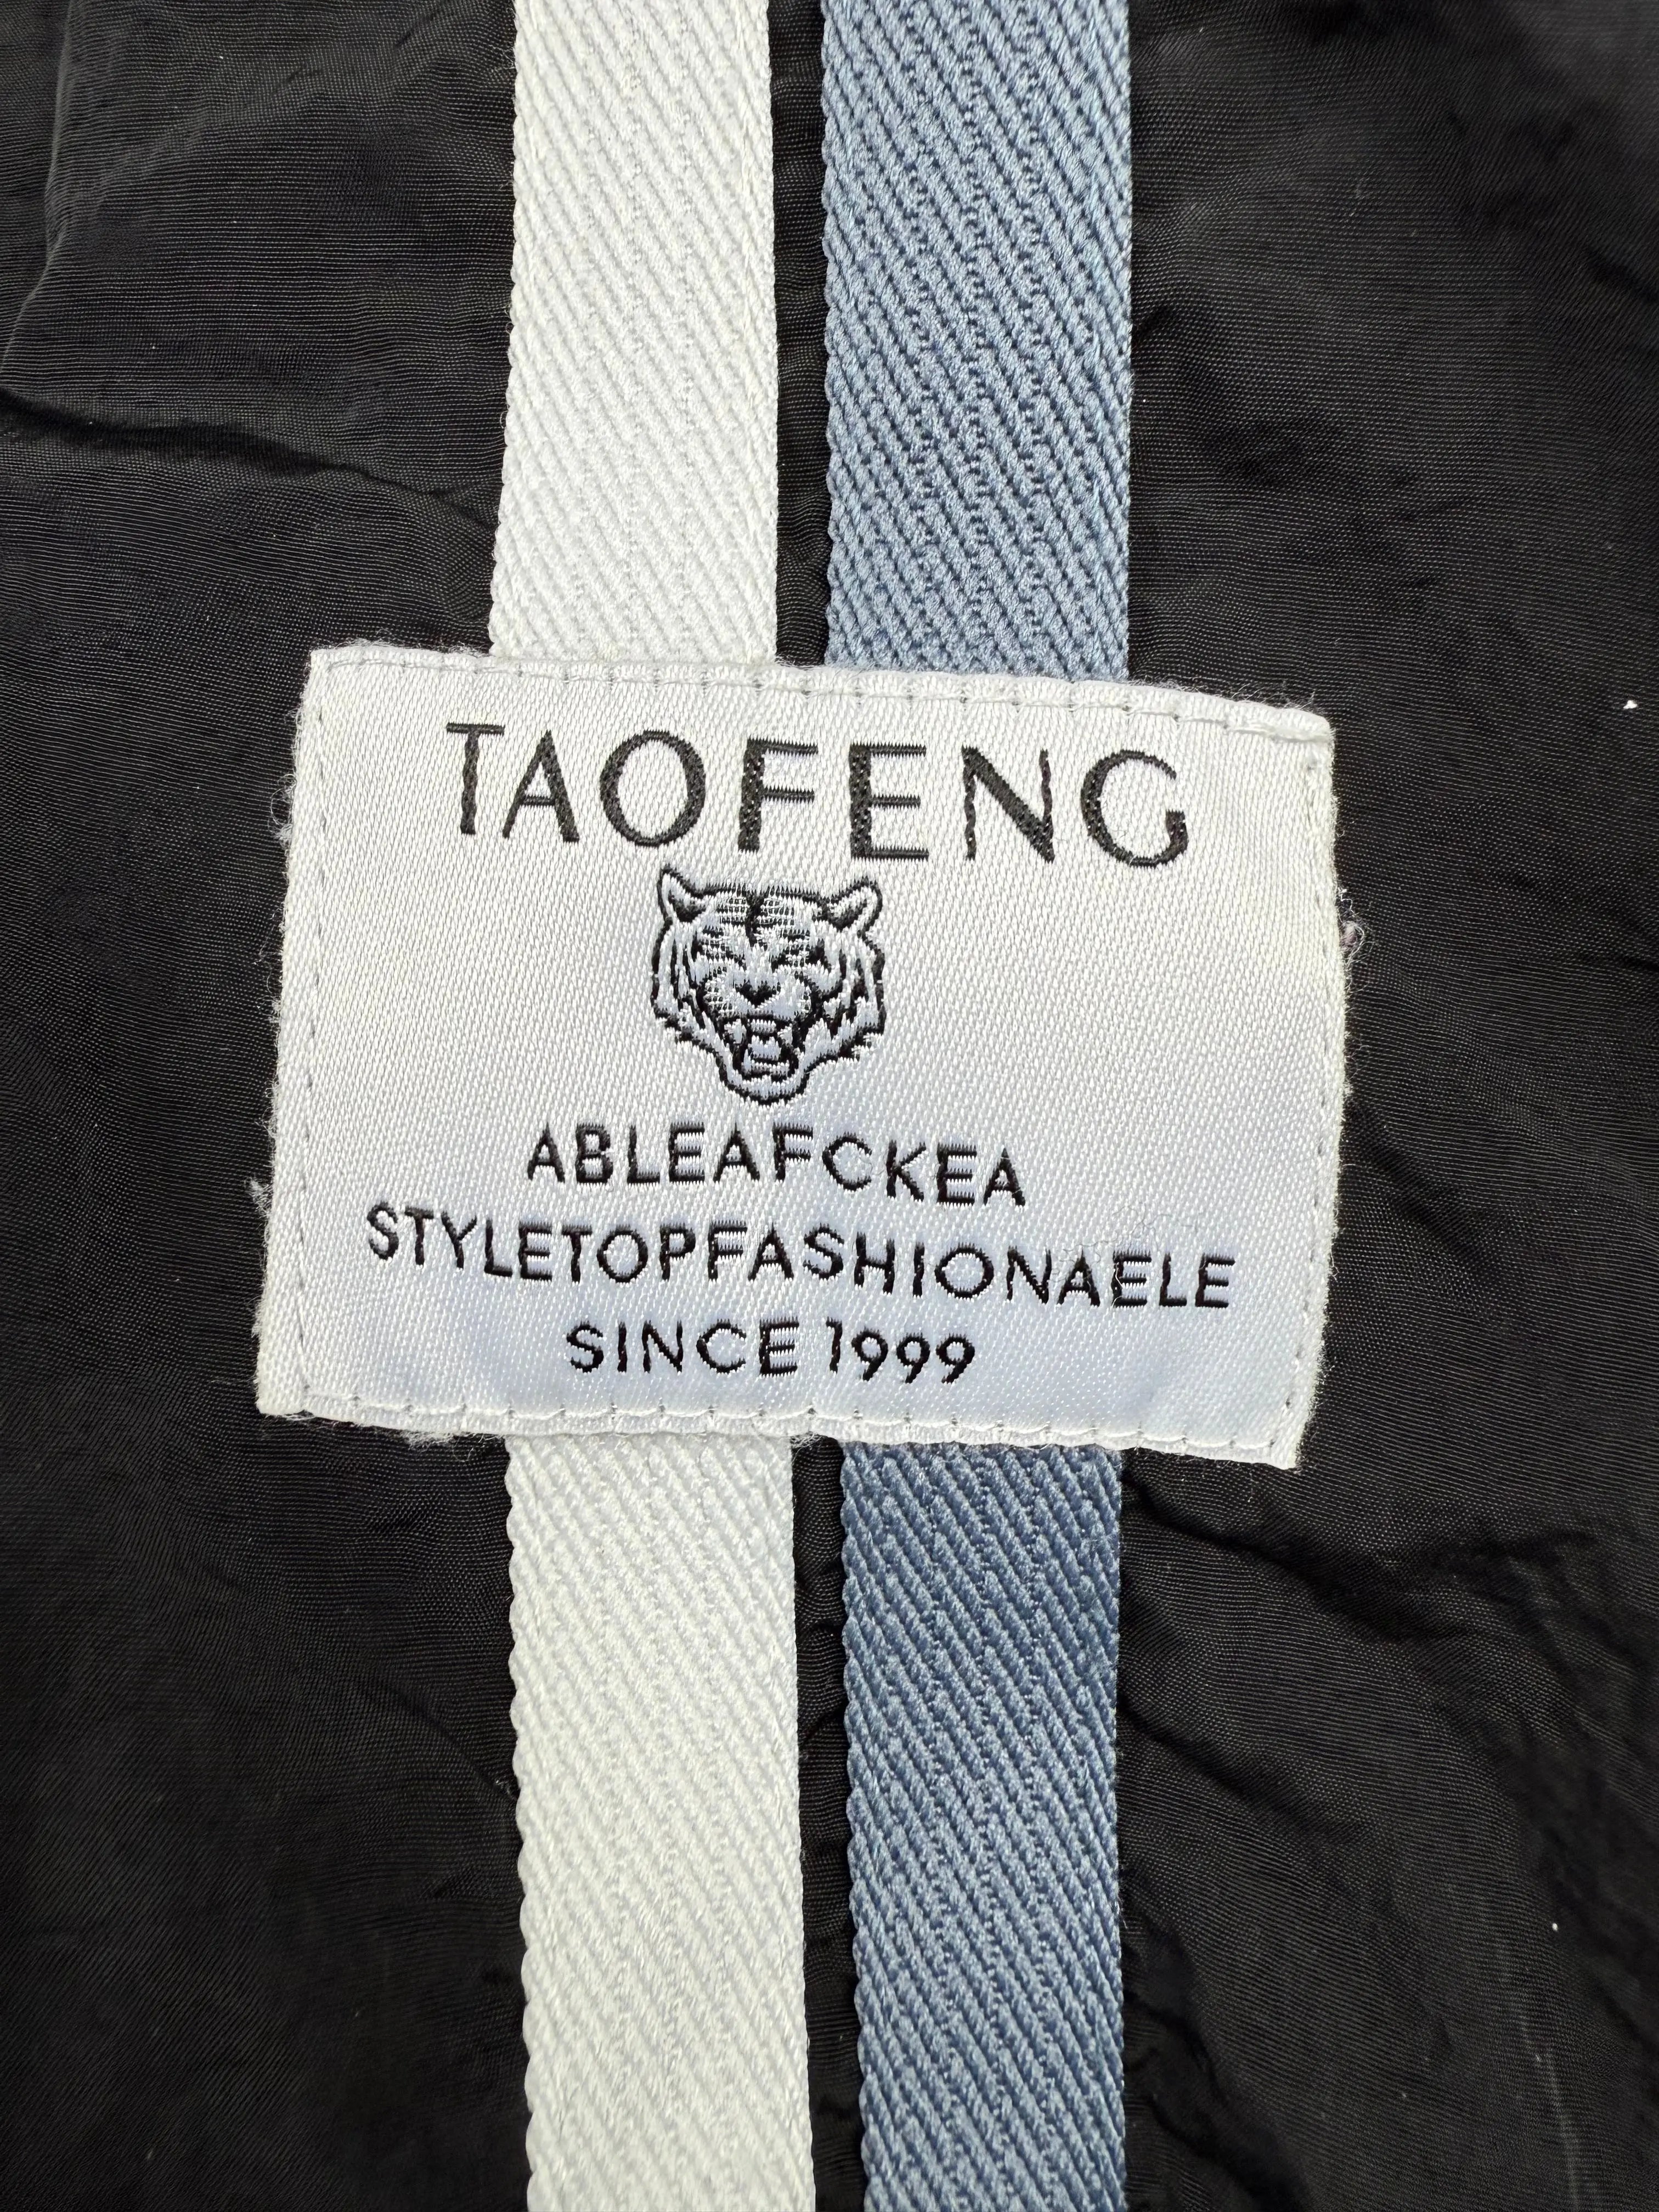 TAOFENG
ABLEAFCKEA
STYLETOPFASHIONAELE
SINCE 1999